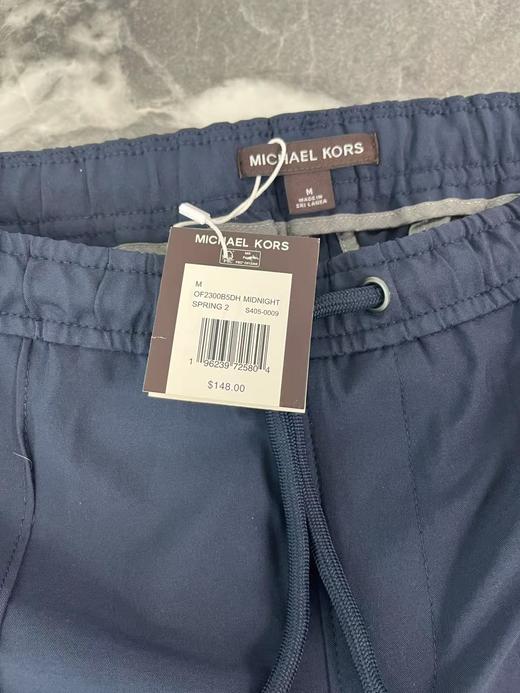 MICHAEL KORS
M
MADE IN
SRI LANKA
MICHAEL KORS
M
OF2300B5DH MIDNIGHT
SPRING 2 S405-0009
1 96239 72580 4
$148.00